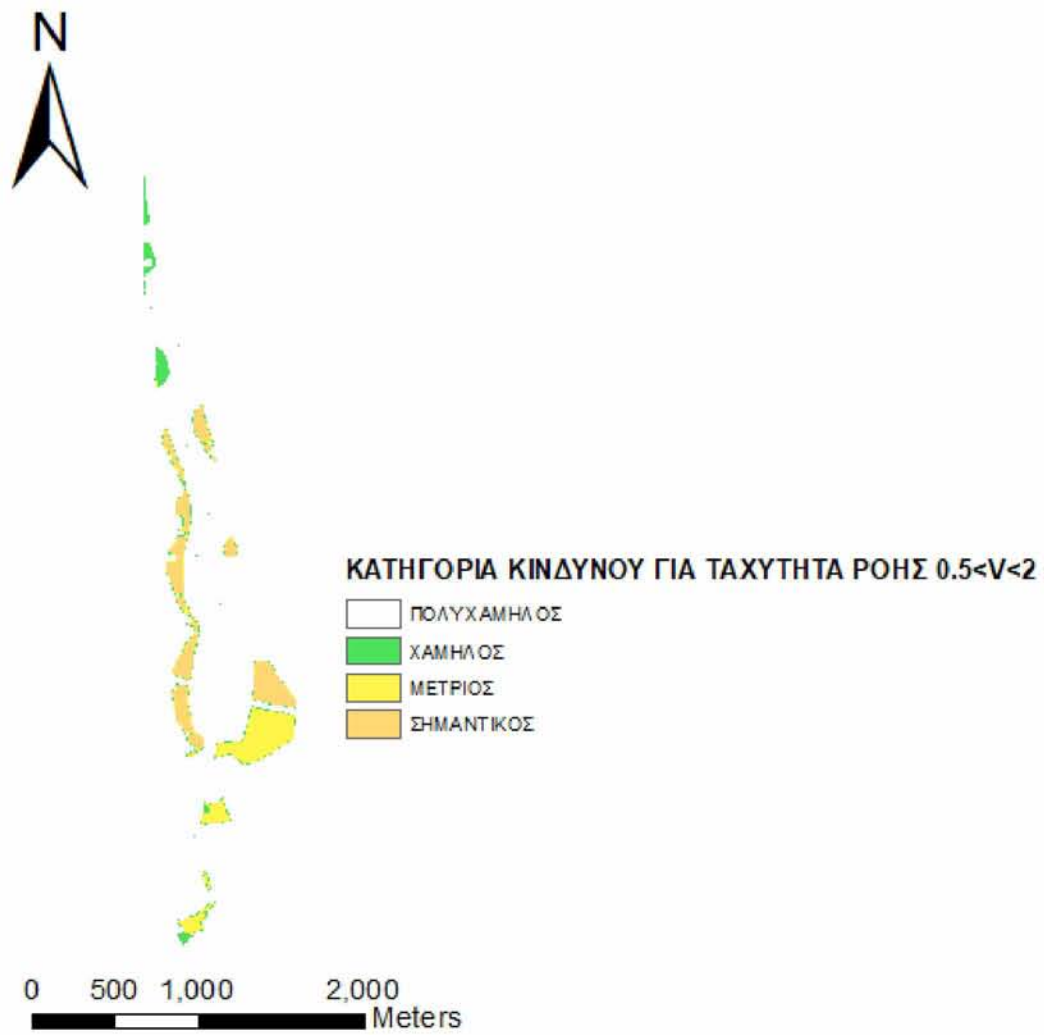 N
ΚΑΤΗΓΟΡΙΑ ΚΙΝΔΥΝΟΥ ΓΙΑ ΤΑΧΥΤΗΤΑ ΡΟΗΣ 0.5<V<2
ΠΟΛΥΧΑΜΗΛΟΣ
ΧΑΜΗΛΟΣ
ΜΕΤΡΙΟΣ
ΣΗΜΑΝΤΙΚΟΣ
0 500 1,000 2,000
Meters